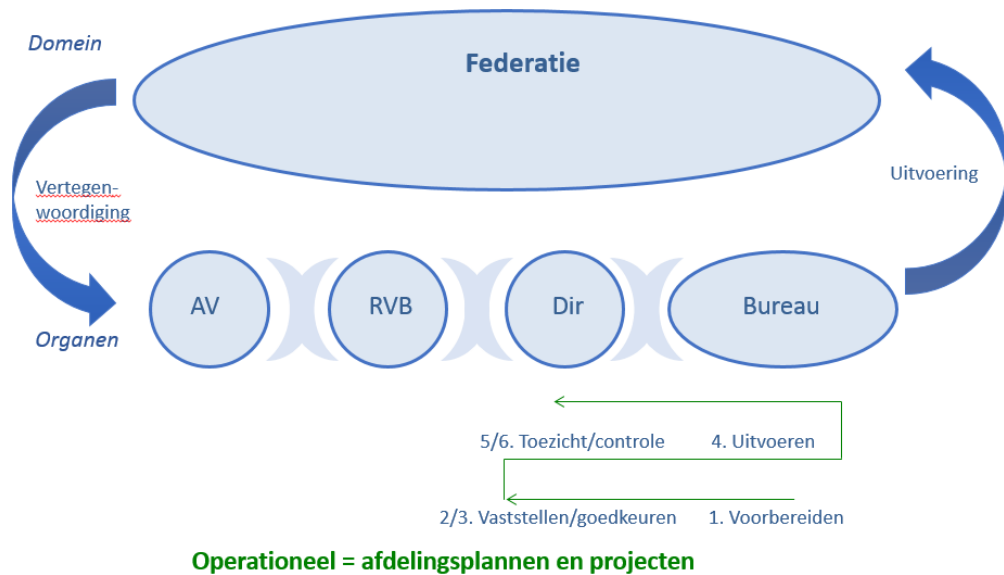 Domein
Federatie
Vertegen-
woordiging
Uitvoering
AV
RVB
Dir
Bureau
Organen
5/6. Toezicht/controle
4. Uitvoeren
2/3. Vaststellen/goedkeuren
1. Voorbereiden
Operationeel = afdelingsplannen en projecten